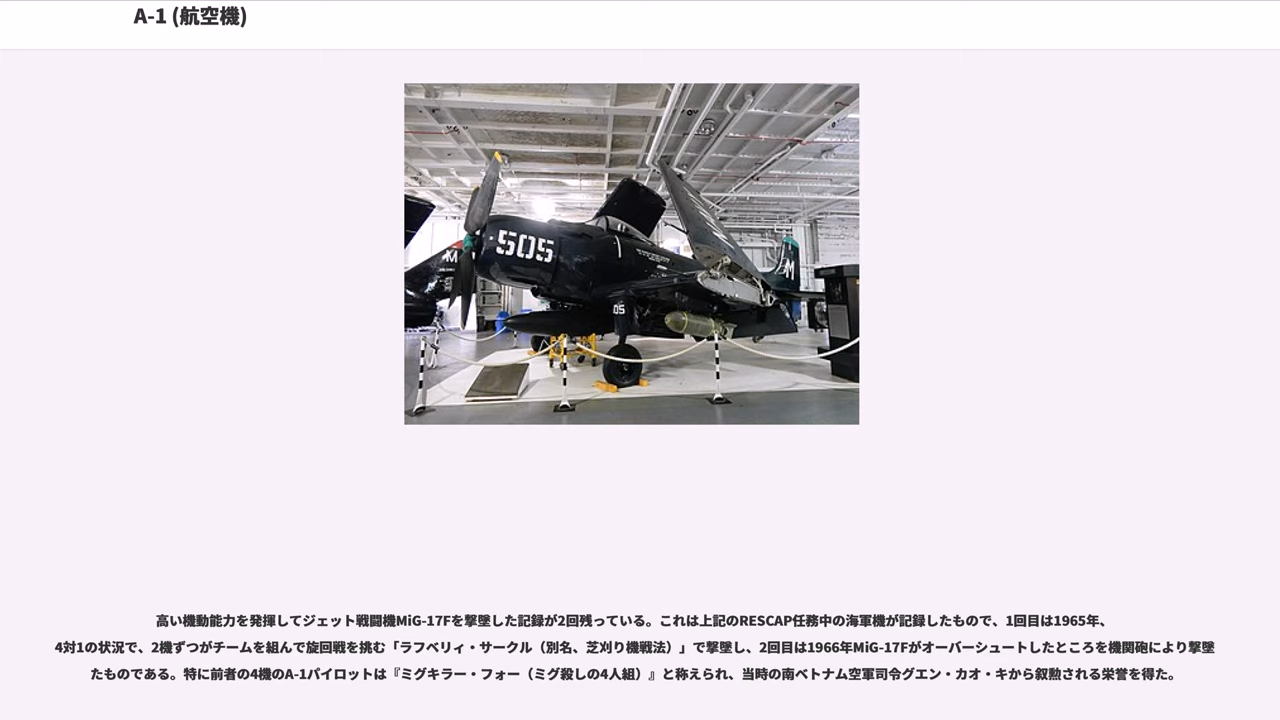 A-1 (航空機)
505
M
M
05
高い機動能力を発揮してジェット戦闘機MiG-17Fを撃墜した記録が2回残っている。これは上記のRESCAP任務中の海軍機が記録したもので、1回目は1965年、
4対1の状況で、2機ずつがチームを組んで旋回戦を挑む「ラフベリィ・サークル（別名、芝刈り機戦法）」で撃墜し、2回目は1966年MiG-17Fがオーバーシュートしたところを機関砲により撃墜
たものである。特に前者の4機のA-1パイロットは『ミグキラー・フォー（ミグ殺しの4人組）』と称えられ、当時の南ベトナム空軍司令グエン・カオ・キから叙勲される栄誉を得た。